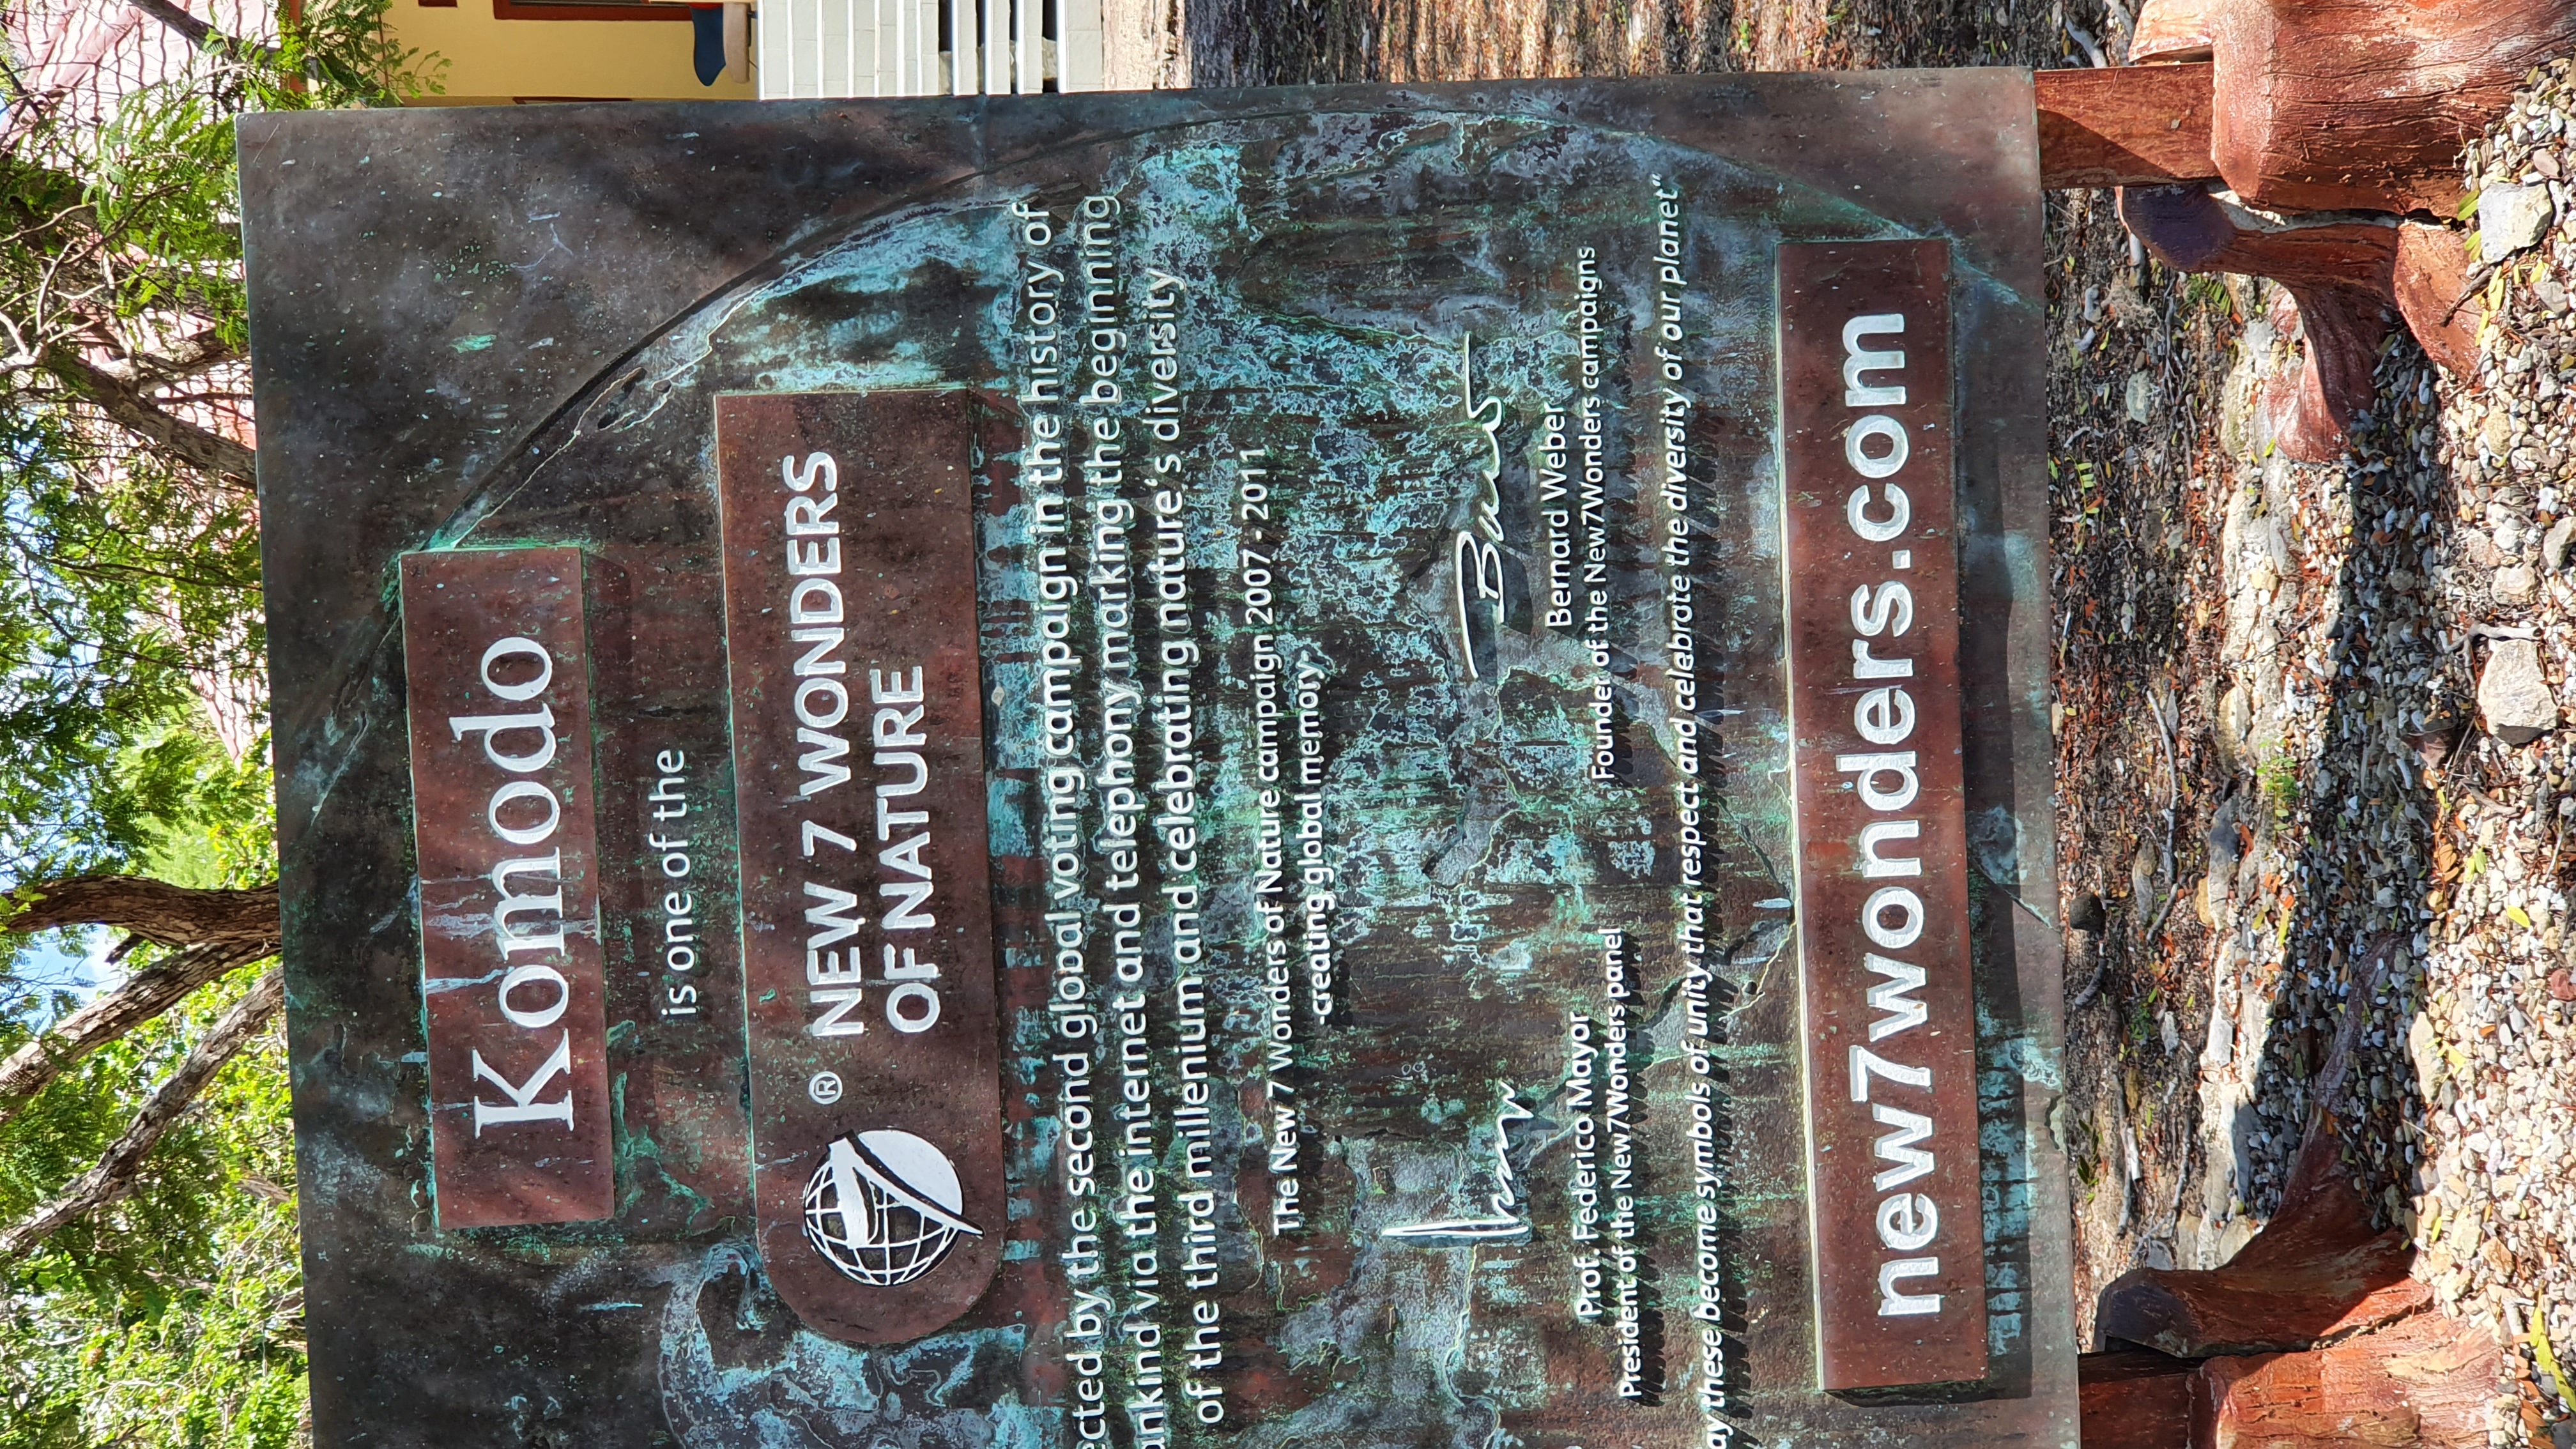 Komodo
is one of the
® NEW 7 WONDERS
OF NATURE
ected by the second global voting campaign in the history of
ankind via the internet and telephony marking the beginning
of the third millenium and celebrating nature's diversity
The New 7 Wonders of Nature campaign 2007 - 2011
-creating global memory-
Prof. Federico Mayor
President of the New7Wonders panel
Bernard Weber
Founder of the New7Wonders campaigns
ay these become symbols of unity that respect and celebrate the diversity of our planet"
new7wonders.com